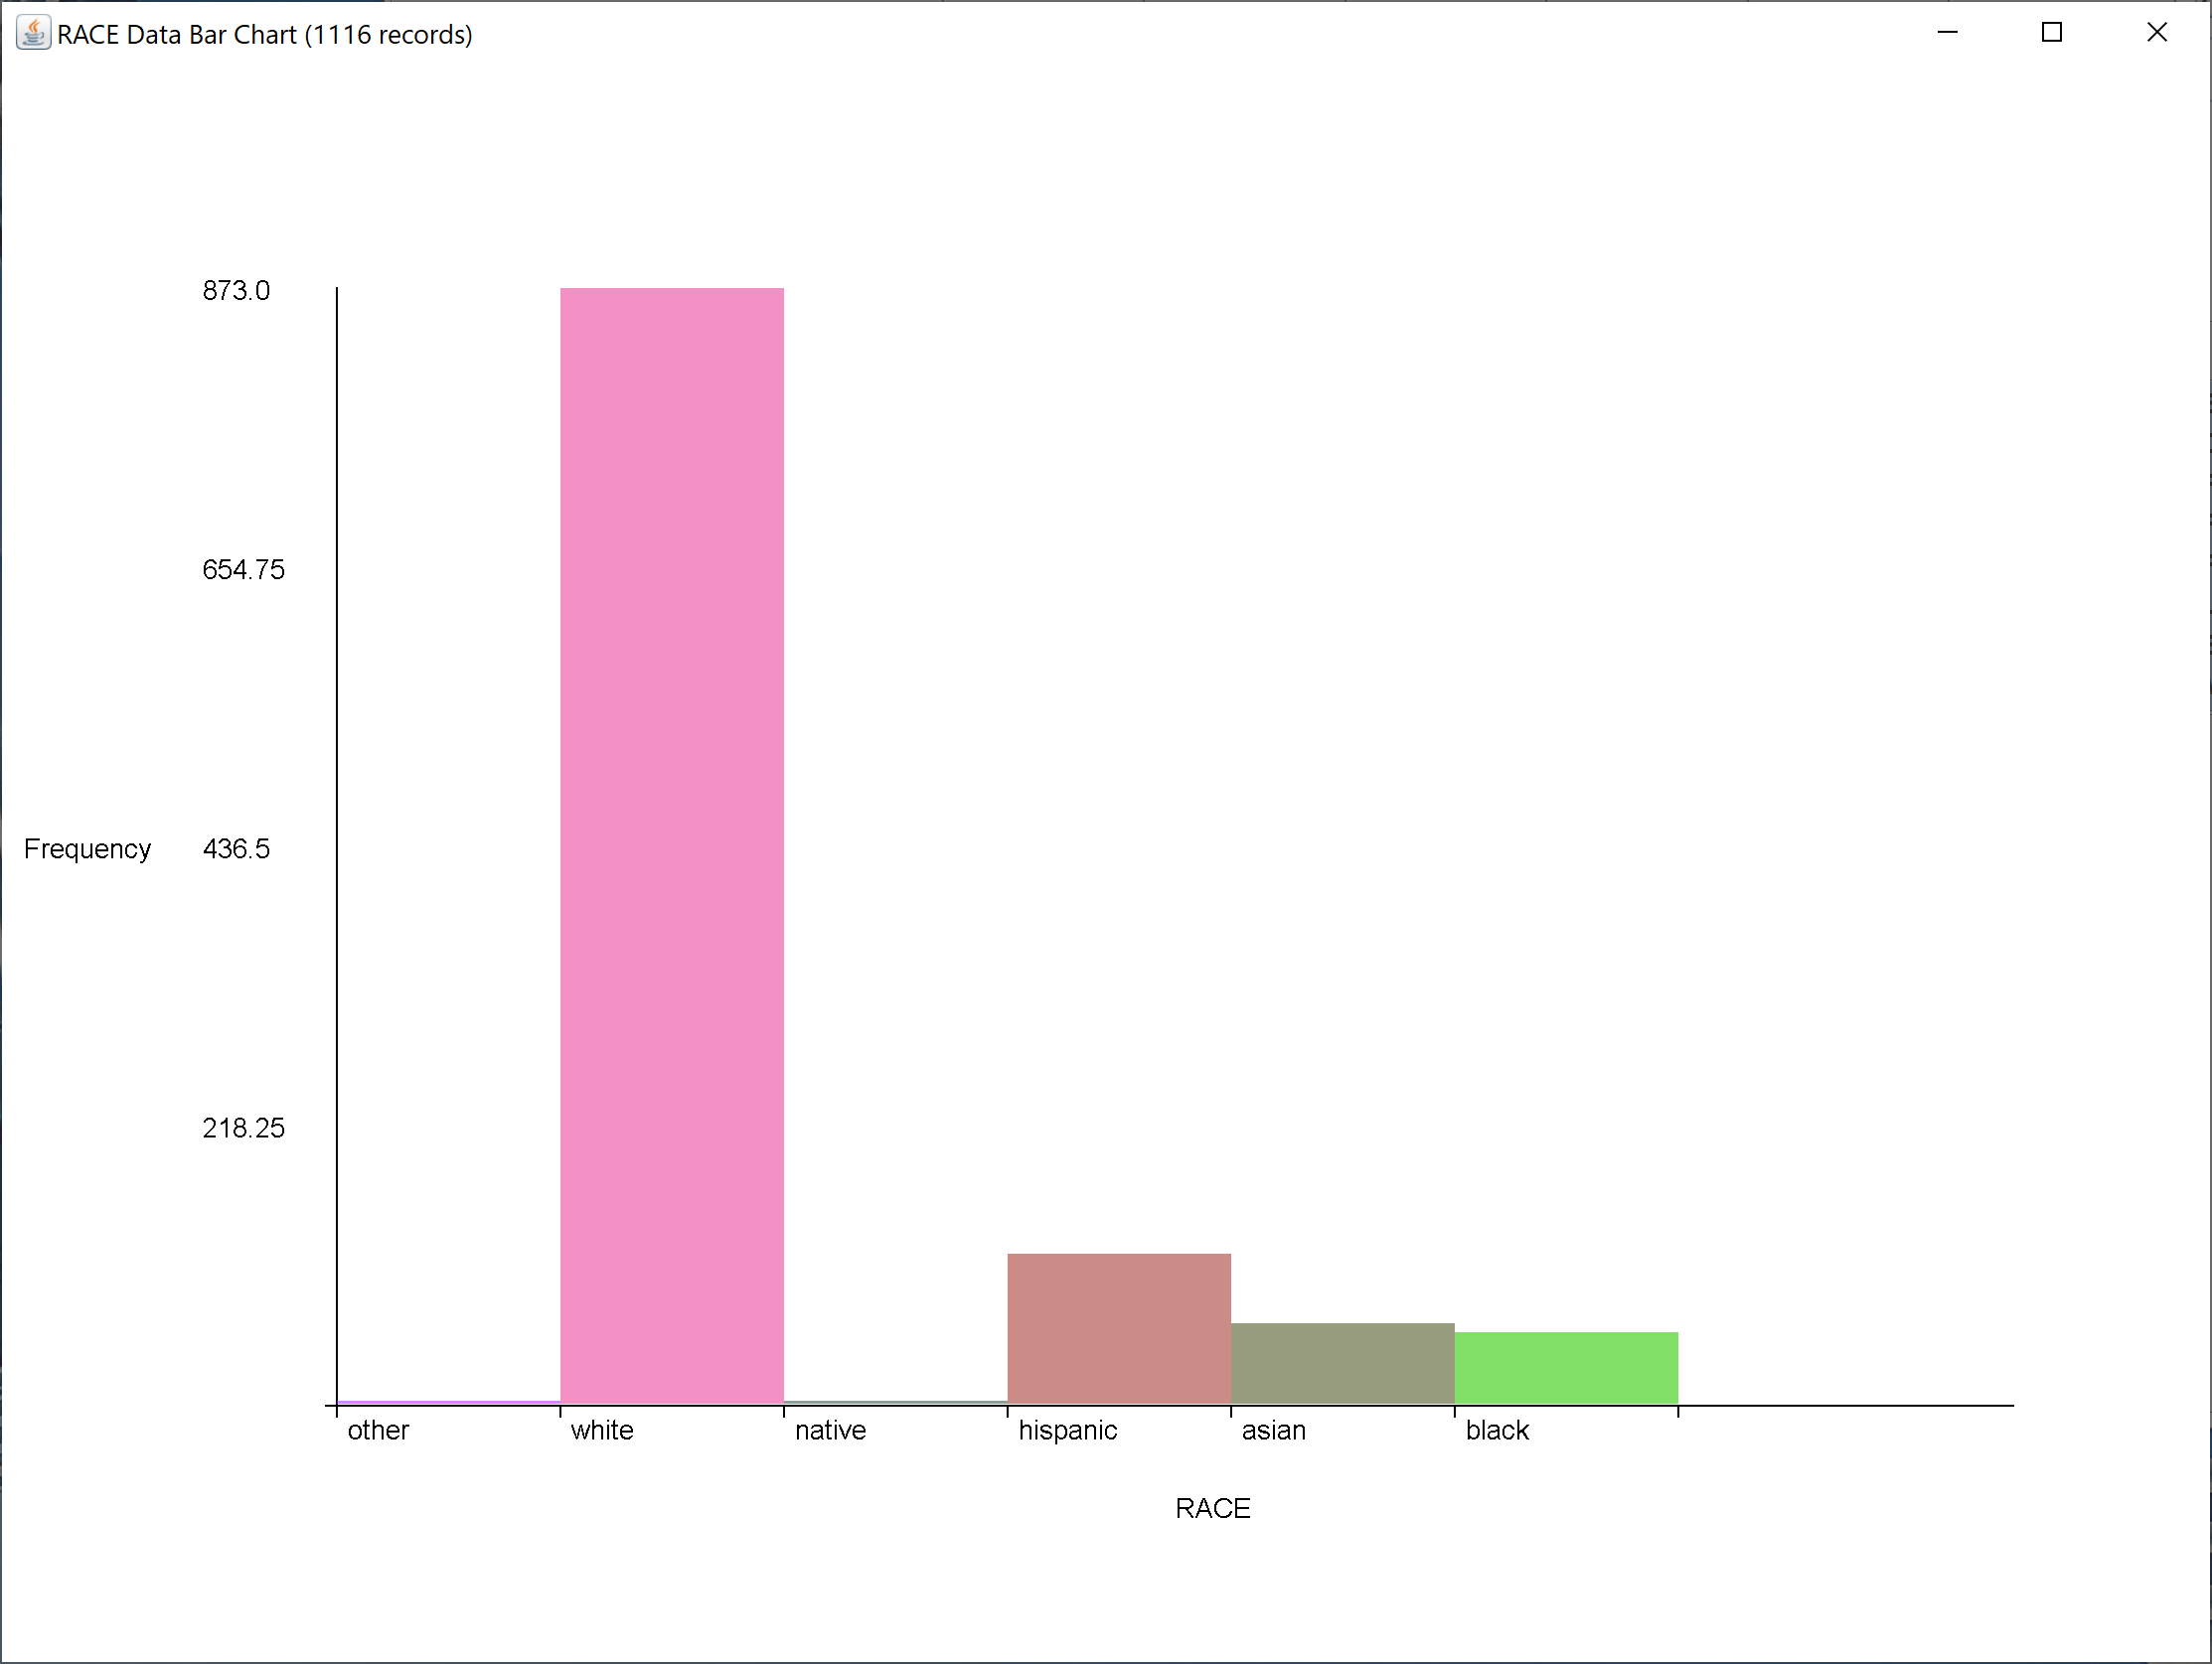 RACE Data Bar Chart (1116 records)
873.0
654.75
Frequency 436.5
218.25
other white native hispanic asian black
RACE